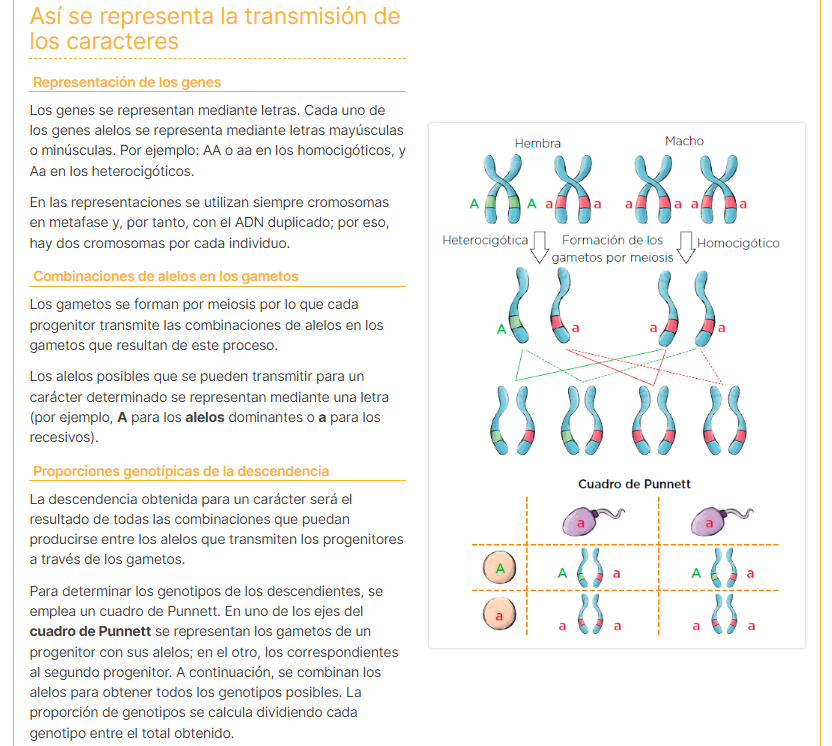 Así se representa la transmisión de
los caracteres
Representación de los genes
Los genes se representan mediante letras. Cada uno de
los genes alelos se representa mediante letras mayúsculas
o minúsculas. Por ejemplo: AA o aa en los homocigóticos, y
Aa en los heterocigóticos.
En las representaciones se utilizan siempre cromosomas
en metafase y, por tanto, con el ADN duplicado; por eso,
hay dos cromosomas por cada individuo.
Combinaciones de alelos en los gametos
Los gametos se forman por meiosis por lo que cada
progenitor transmite las combinaciones de alelos en los
gametos que resultan de este proceso.
Los alelos posibles que se pueden transmitir para un
carácter determinado se representan mediante una letra
(por ejemplo, A para los alelos dominantes o a para los
recesivos).
Proporciones genotípicas de la descendencia
La descendencia obtenida para un carácter será el
resultado de todas las combinaciones que puedan
producirse entre los alelos que transmiten los progenitores
a través de los gametos.
Para determinar los genotipos de los descendientes, se
emplea un cuadro de Punnett. En uno de los ejes del
cuadro de Punnett se representan los gametos de un
progenitor con sus alelos; en el otro, los correspondientes
al segundo progenitor. A continuación, se combinan los
alelos para obtener todos los genotipos posibles. La
proporción de genotipos se calcula dividiendo cada
genotipo entre el total obtenido.
Hembra Macho
A A a a a a a a
Heterocigótica Formación de los gametos por meiosis Homocigótico
A a a a
Cuadro de Punnett
a a
A A a A a
a a a a a